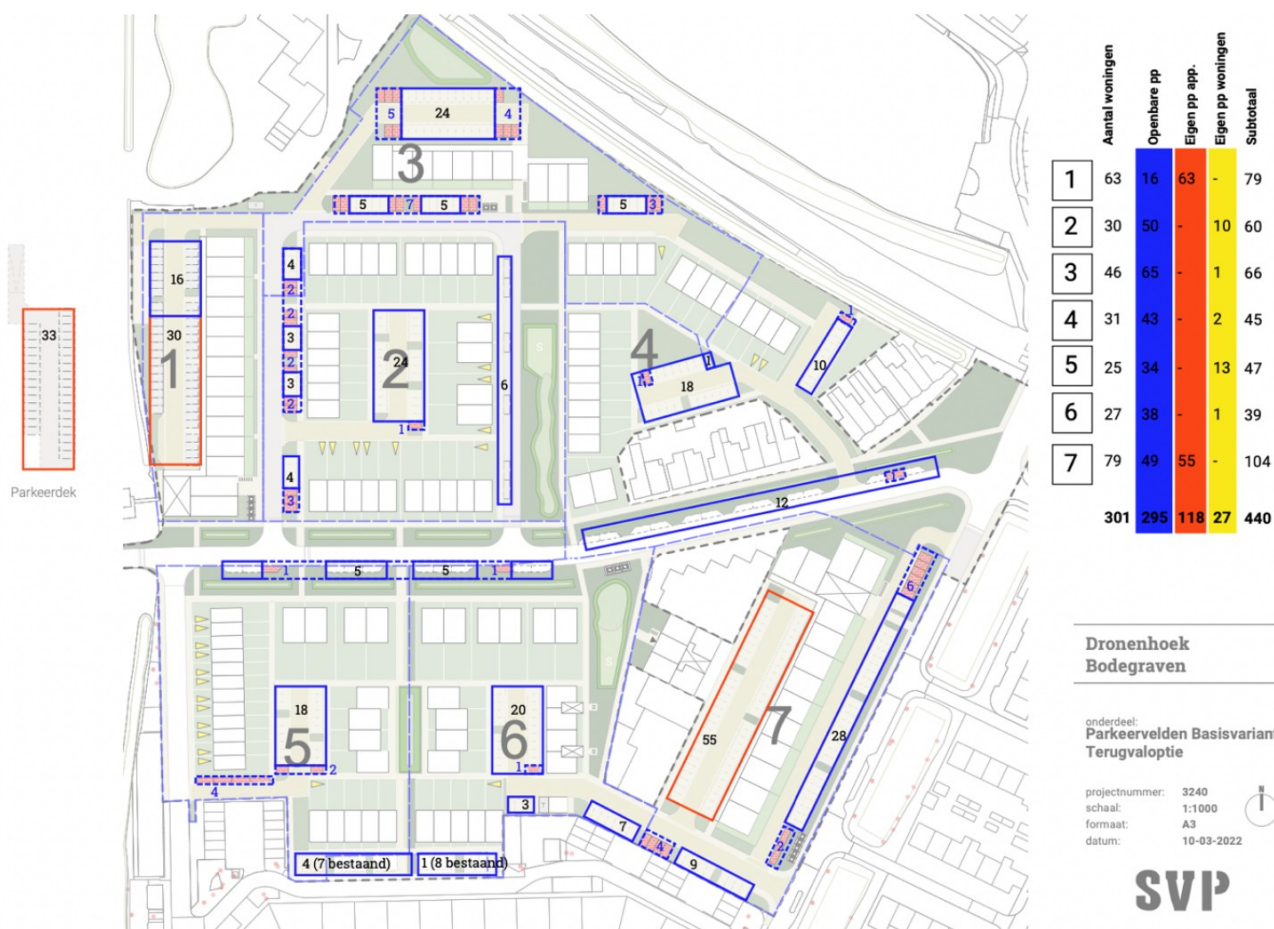 5
24
4
3
5
7
5
5
3
4
2
16
2
30
3
2
3
2
1
33
24
2
6
1
4
3
S
4
1
18
1
1
10
Parkeerdek
12
1
1
5
5
1
S
6
18
5
2
4
20
6
1
3
55
7
28
7
4
9
2
4 (7 bestaand)
1 (8 bestaand)
Aantal woningen
Openbare pp
Eigen pp app.
Eigen pp woningen
Subtotaal
1 63 16 63 - 79
2 30 50 - 10 60
3 46 65 - 1 66
4 31 43 - 2 45
5 25 34 - 13 47
6 27 38 - 1 39
7 79 49 55 - 104
301 295 118 27 440
Dronenhoek
Bodegraven
onderdeel:
Parkeervelden Basisvariant
Terugvaloptie
projectnummer: 3240
schaal: 1:1000
formaat: A3
datum: 10-03-2022
N
SVP